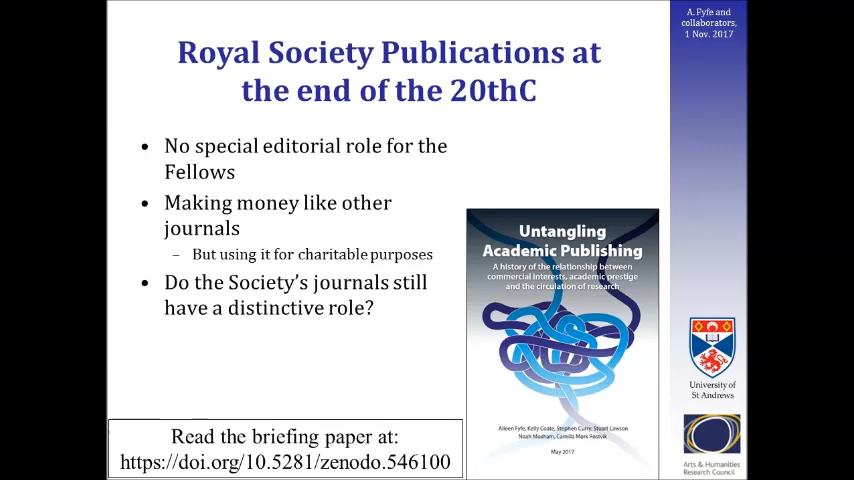 A. Fyfe and
collaborators,
1 Nov. 2017
Royal Society Publications at
the end of the 20thC
• No special editorial role for the
Fellows
• Making money like other
journals
– But using it for charitable purposes
• Do the Society's journals still
have a distinctive role?
Untangling
Academic Publishing
A history of the relationship between
commercial interests, academic prestige
and the circulation of research
Aileen Fyfe, Kelly Coate, Stephen Curry, Stuart Lawson
Noah Moxham, Camilla Mørk Røstvik
May 2017
Read the briefing paper at:
https://doi.org/10.5281/zenodo.546100
University of
St Andrews
Arts & Humanities
Research Council